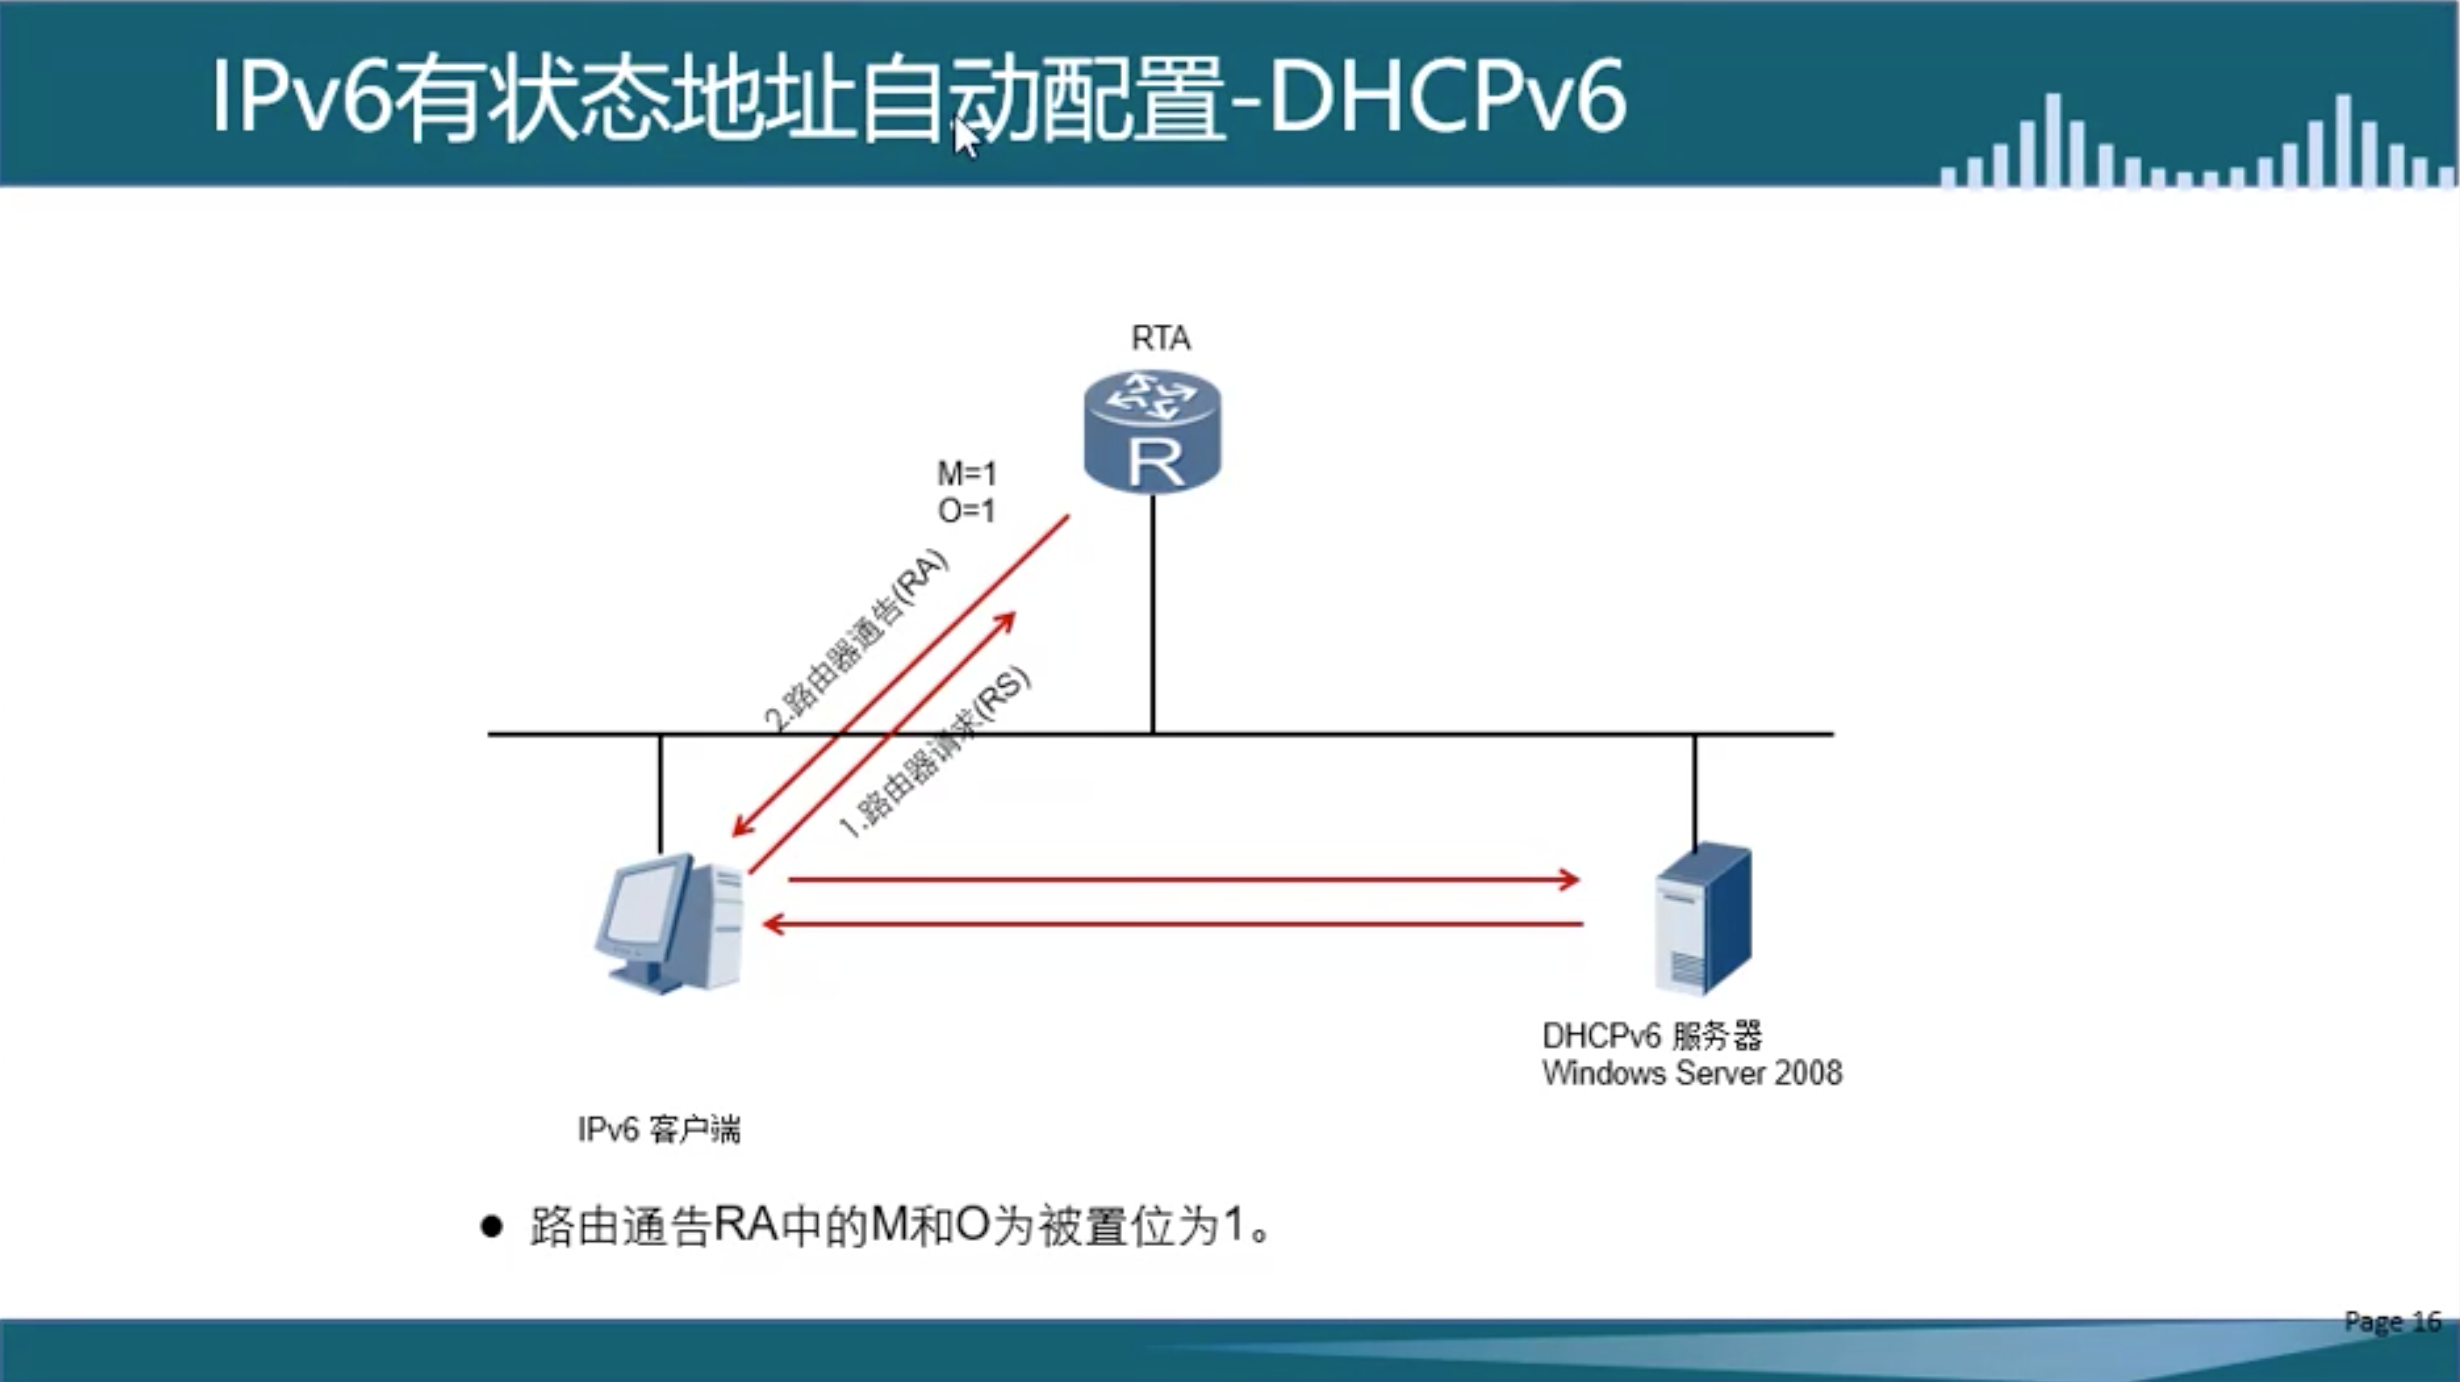 IPv6有状态地址自动配置-DHCPv6
RTA
R
M=1
O=1
2.路由器通告(RA)
1.路由器请求(RS)
DHCPv6 服务器
Windows Server 2008
IPv6 客户端
● 路由通告RA中的M和O为被置位为1。
Page 16